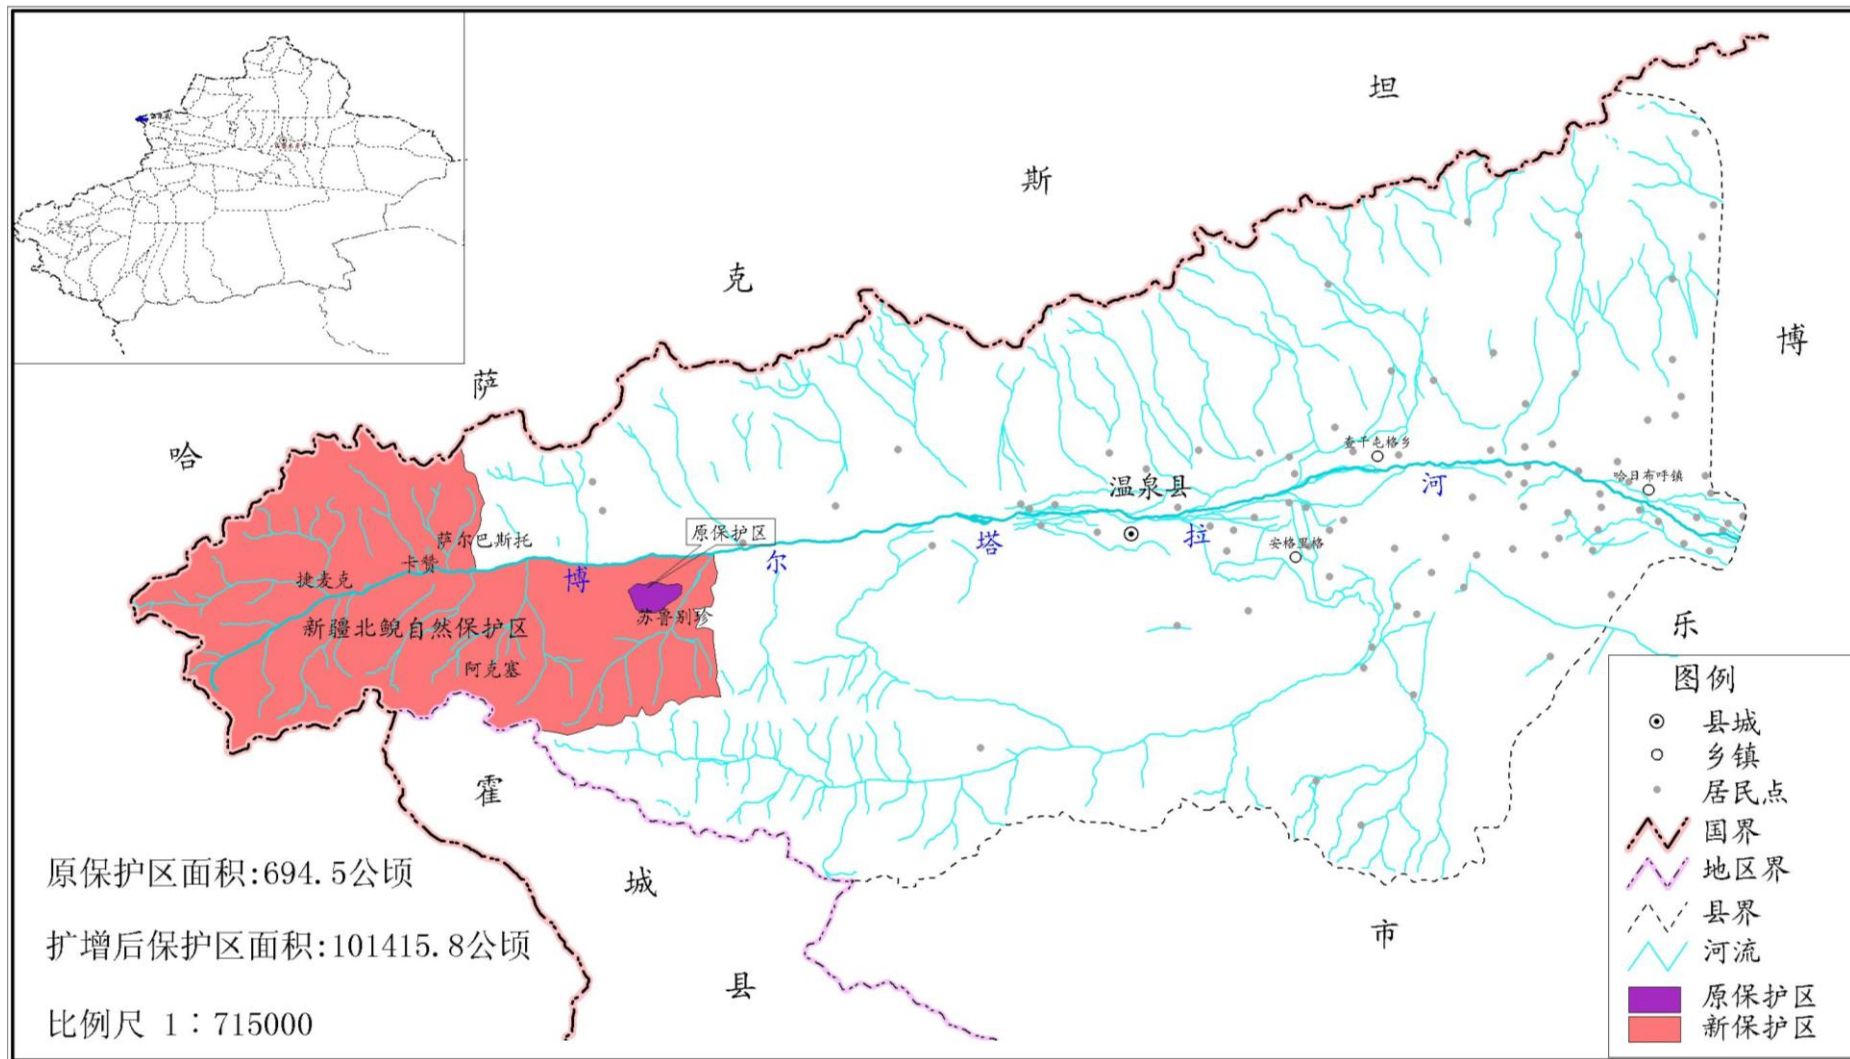 哈萨克斯坦
博乐市
霍城县
查干屯格乡
哈日布呼镇
温泉县
安格里格
博尔塔拉河
原保护区
萨尔巴斯托
卡赞
捷麦克
苏鲁别珍
新疆北鲵自然保护区
阿克塞
原保护区面积:694.5公顷
扩增后保护区面积:101415.8公顷
比例尺 1：715000
图例
县城
乡镇
居民点
国界
地区界
县界
河流
原保护区
新保护区